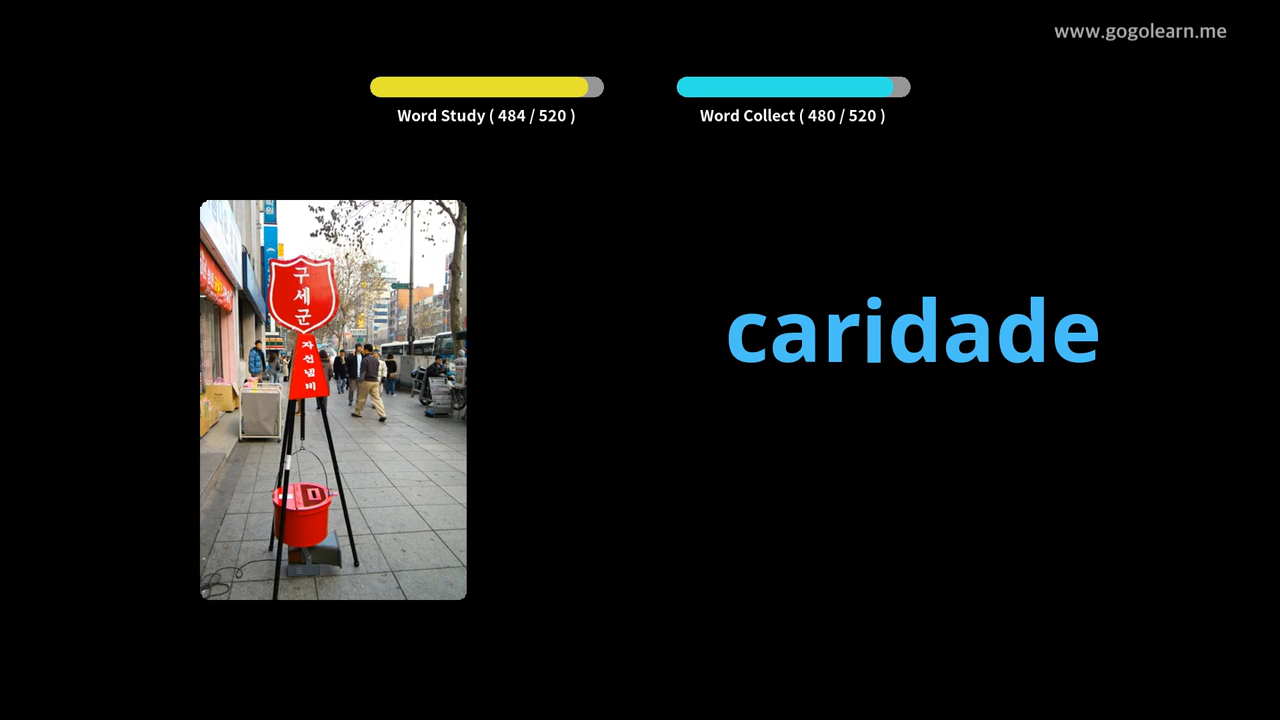 www.gogolearn.me
Word Study ( 484 / 520 )
Word Collect ( 480 / 520 )
구
세
군
자
선
냄
비
caridade